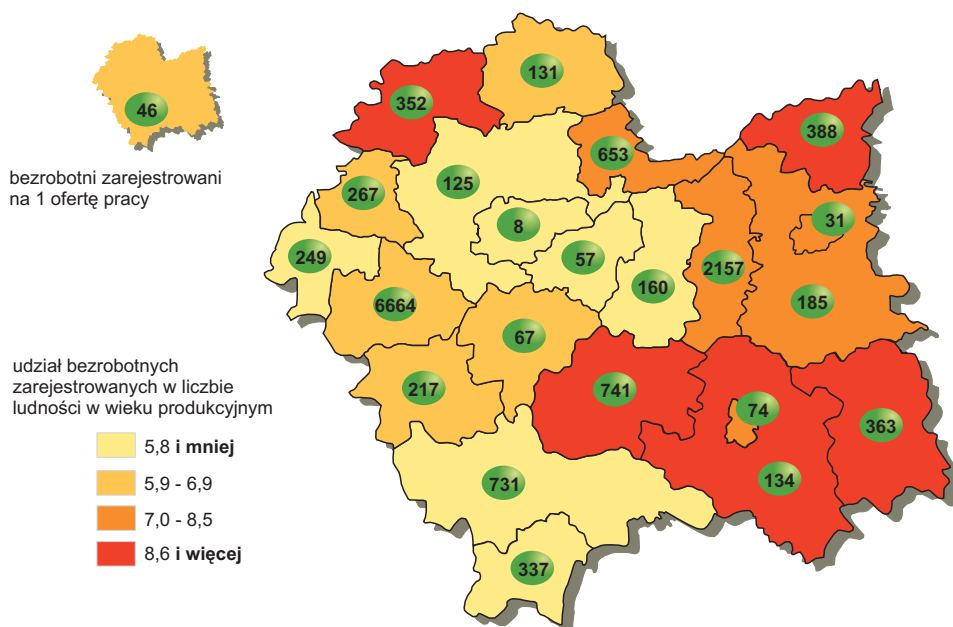 46
bezrobotni zarejestrowani
na 1 ofertę pracy
131
352
388
653
125
267
8
31
57
249
2157
160
185
6664
67
217
741
74
363
134
731
337
udział bezrobotnych
zarejestrowanych w liczbie
ludności w wieku produkcyjnym
5,8 i mniej
5,9 - 6,9
7,0 - 8,5
8,6 i więcej